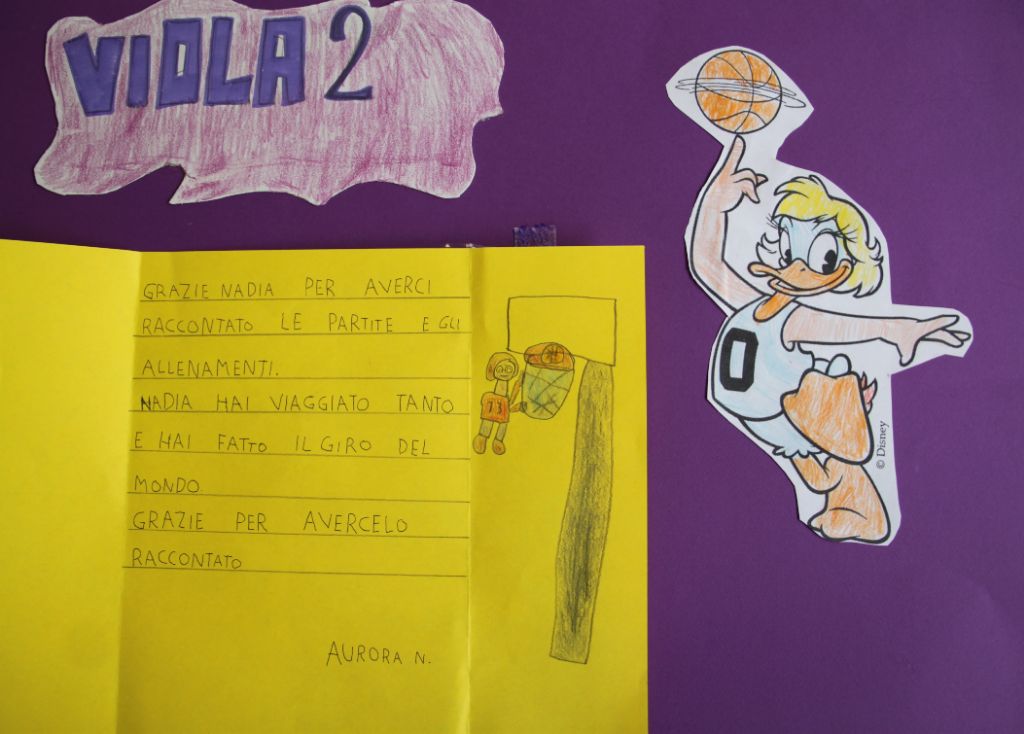 VIOLA 2
GRAZIE NADIA PER AVERCI
RACCONTATO LE PARTITE E GLI
ALLENAMENTI.
NADIA HAI VIAGGIATO TANTO
E HAI FATTO IL GIRO DEL
MONDO.
GRAZIE PER AVERCELO
RACCONTATO
AURORA N.
13
0
© Disney